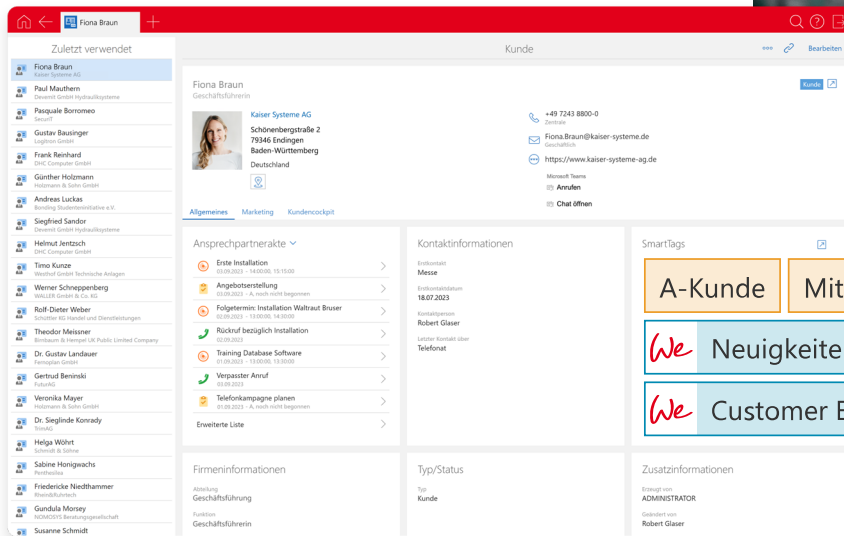 Fiona Braun
Zuletzt verwendet
Fiona Braun
Kaiser Systeme AG
Paul Mauthern
Devemit GmbH Hydrauliksysteme
Pasquale Borromeo
SecurIT
Gustav Bausinger
Logitron GmbH
Frank Reinhard
DHC Computer GmbH
Günther Holzmann
Holzmann & Sohn GmbH
Andreas Luckas
Bonding Studenteninitiative e.V.
Siegfried Sandor
Devemit GmbH Hydrauliksysteme
Helmut Jentzsch
DHC Computer GmbH
Timo Kunze
Westhof GmbH Technische Anlagen
Werner Schneppenberg
WALLER GmbH & Co. KG
Rolf-Dieter Weber
Schüttler KG Handel und Dienstleistungen
Theodor Meissner
Birnbaum & Hempel UK Public Limited Company
Dr. Gustav Landauer
Fernoplan GmbH
Gertrud Beninski
FuturAG
Veronika Mayer
Holzmann & Sohn GmbH
Dr. Sieglinde Konrady
TrimAG
Helga Wöhrt
Schmidt & Söhne
Sabine Honigwachs
Penthesilea
Friedericke Niedthammer
Rhein&Ruhrtech
Gundula Morsey
NOMOSYS Beratungsgesellschaft
Susanne Schmidt
Kunde
Bearbeiten
Fiona Braun
Geschäftsführerin
Kunde
Kaiser Systeme AG
Schönenbergstraße 2
79346 Endingen
Baden-Württemberg
Deutschland
+49 7243 8800-0
Zentrale
Fiona.Braun@kaiser-systeme.de
Geschäftlich
https://www.kaiser-systeme-ag.de
Microsoft Teams
Anrufen
Chat öffnen
Allgemeines Marketing Kundencockpit
Ansprechpartnerakte
Erste Installation
03.09.2023 - 14:00:00, 15:15:00
Angebotserstellung
03.09.2023 - A, noch nicht begonnen
Folgetermin: Installation Waltraut Bruser
02.09.2023 - 13:00:00, 14:30:00
Rückruf bezüglich Installation
02.09.2023
Training Database Software
01.09.2023 - 13:00:00, 13:30:00
Verpasster Anruf
03.09.2023
Telefonkampagne planen
01.09.2023 - A, noch nicht begonnen
Erweiterte Liste
Kontaktinformationen
Erstkontakt
Messe
Erstkontaktdatum
18.07.2023
Kontaktperson
Robert Glaser
Letzter Kontakt über
Telefonat
SmartTags
A-Kunde
Mit
We Neuigkeite
We Customer E
Firmeninformationen
Abteilung
Geschäftsführung
Funktion
Geschäftsführerin
Typ/Status
Typ
Kunde
Zusatzinformationen
Erzeugt von
ADMINISTRATOR
Geändert von
Robert Glaser